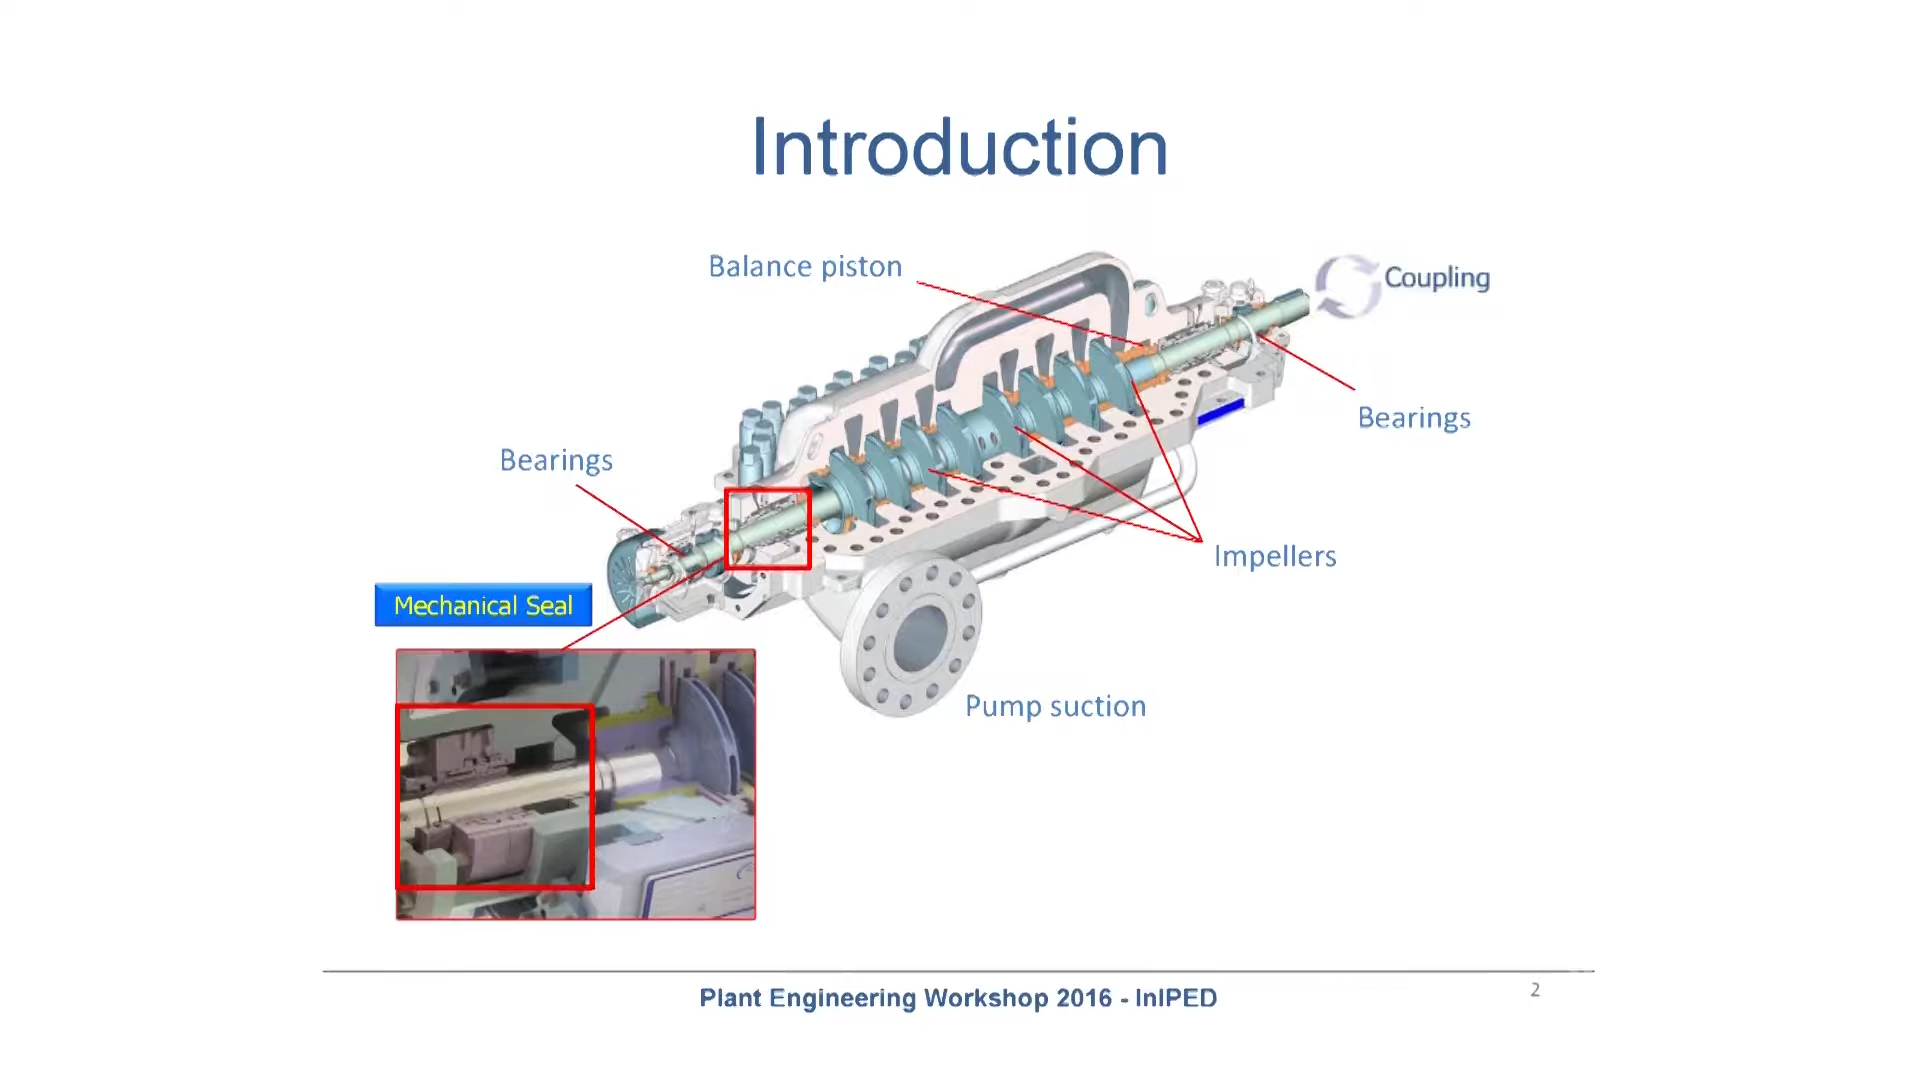 Introduction
Balance piston
Coupling
Bearings
Bearings
Impellers
Mechanical Seal
Pump suction
Plant Engineering Workshop 2016 - InIPED
2